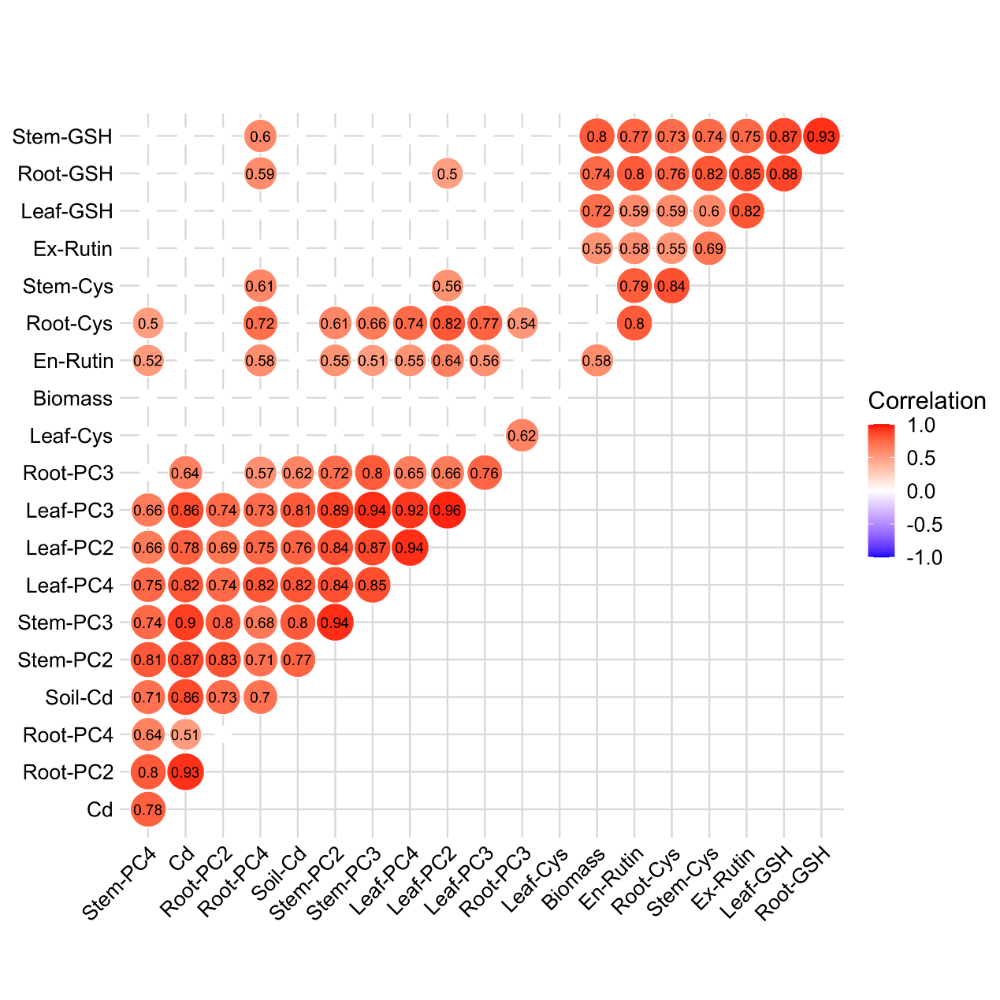 Stem-GSH 0.6 0.8 0.77 0.73 0.74 0.75 0.87 0.93
Root-GSH 0.59 0.5 0.74 0.8 0.76 0.82 0.85 0.88
Leaf-GSH 0.72 0.59 0.59 0.6 0.82
Ex-Rutin 0.55 0.58 0.55 0.69
Stem-Cys 0.61 0.56 0.79 0.84
Root-Cys 0.5 0.72 0.61 0.66 0.74 0.82 0.77 0.54 0.8
En-Rutin 0.52 0.58 0.55 0.51 0.55 0.64 0.56 0.58
Biomass
Leaf-Cys 0.62
Root-PC3 0.64 0.57 0.62 0.72 0.8 0.65 0.66 0.76
Leaf-PC3 0.66 0.86 0.74 0.73 0.81 0.89 0.94 0.92 0.96
Leaf-PC2 0.66 0.78 0.69 0.75 0.76 0.84 0.87 0.94
Leaf-PC4 0.75 0.82 0.74 0.82 0.82 0.84 0.85
Stem-PC3 0.74 0.9 0.8 0.68 0.8 0.94
Stem-PC2 0.81 0.87 0.83 0.71 0.77
Soil-Cd 0.71 0.86 0.73 0.7
Root-PC4 0.64 0.51
Root-PC2 0.8 0.93
Cd 0.78
Stem-PC4 Cd Root-PC2 Root-PC4 Soil-Cd Stem-PC2 Stem-PC3 Leaf-PC4 Leaf-PC2 Leaf-PC3 Root-PC3 Leaf-Cys Biomass En-Rutin Root-Cys Stem-Cys Ex-Rutin Leaf-GSH Root-GSH
Correlation
1.0
0.5
0.0
-0.5
-1.0